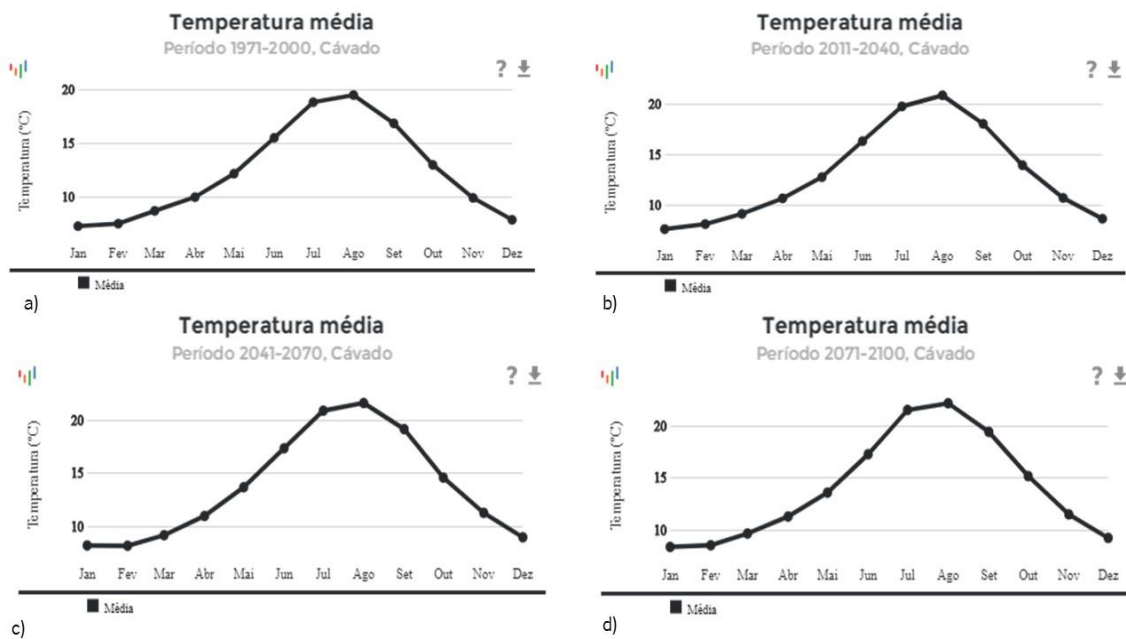 Temperatura média
Período 1971-2000, Cávado
?
Temperatura (°C)
20
15
10
Jan Fev Mar Abr Mai Jun Jul Ago Set Out Nov Dez
Média
a)
Temperatura média
Período 2011-2040, Cávado
?
Temperatura (°C)
20
15
10
Jan Fev Mar Abr Mai Jun Jul Ago Set Out Nov Dez
Média
b)
Temperatura média
Período 2041-2070, Cávado
?
Temperatura (°C)
20
15
10
Jan Fev Mar Abr Mai Jun Jul Ago Set Out Nov Dez
Média
c)
Temperatura média
Período 2071-2100, Cávado
?
Temperatura (°C)
20
15
10
Jan Fev Mar Abr Mai Jun Jul Ago Set Out Nov Dez
Média
d)